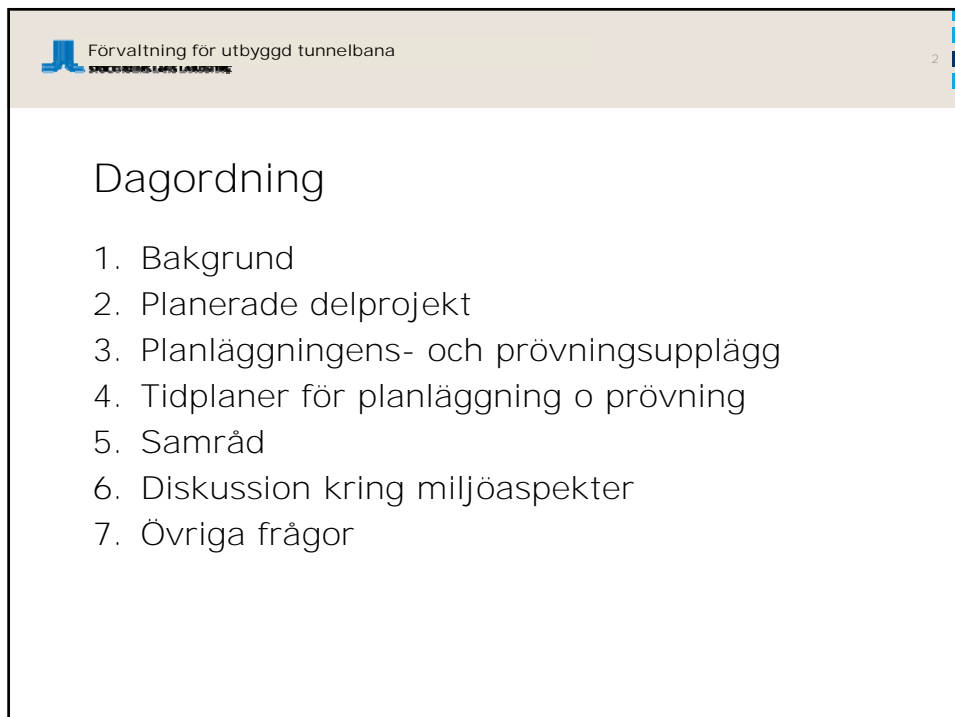 Förvaltning för utbyggd tunnelbana
2
Dagordning
1. Bakgrund
2. Planerade delprojekt
3. Planläggningens- och prövningsupplägg
4. Tidplaner för planläggning o prövning
5. Samråd
6. Diskussion kring miljöaspekter
7. Övriga frågor